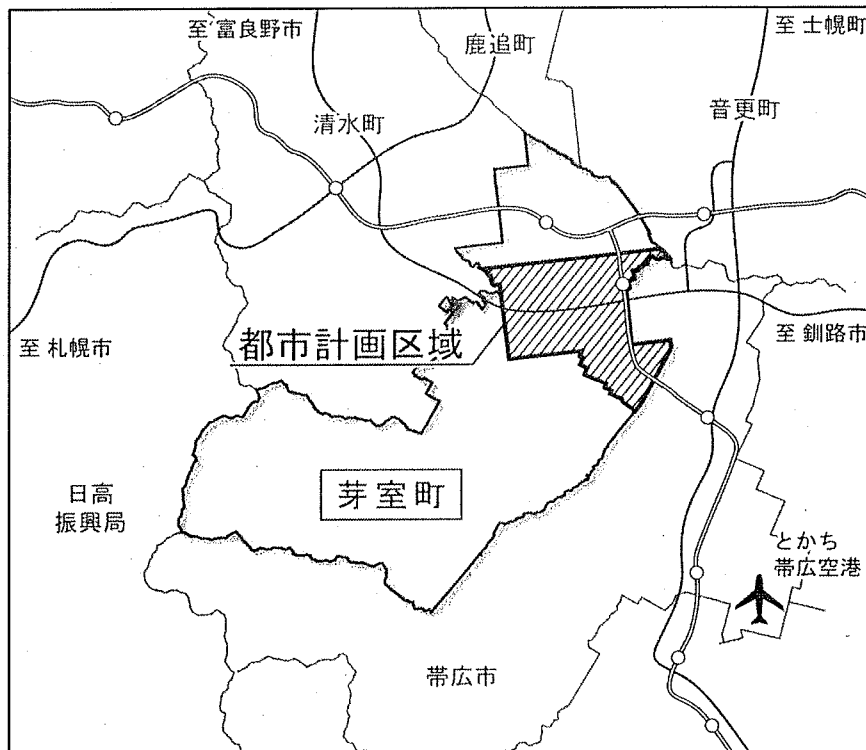 至 富良野市
鹿追町
至 士幌町
清水町
音更町
至 札幌市
都市計画区域
至 釧路市
芽室町
日高
振興局
とかち
帯広空港
帯広市